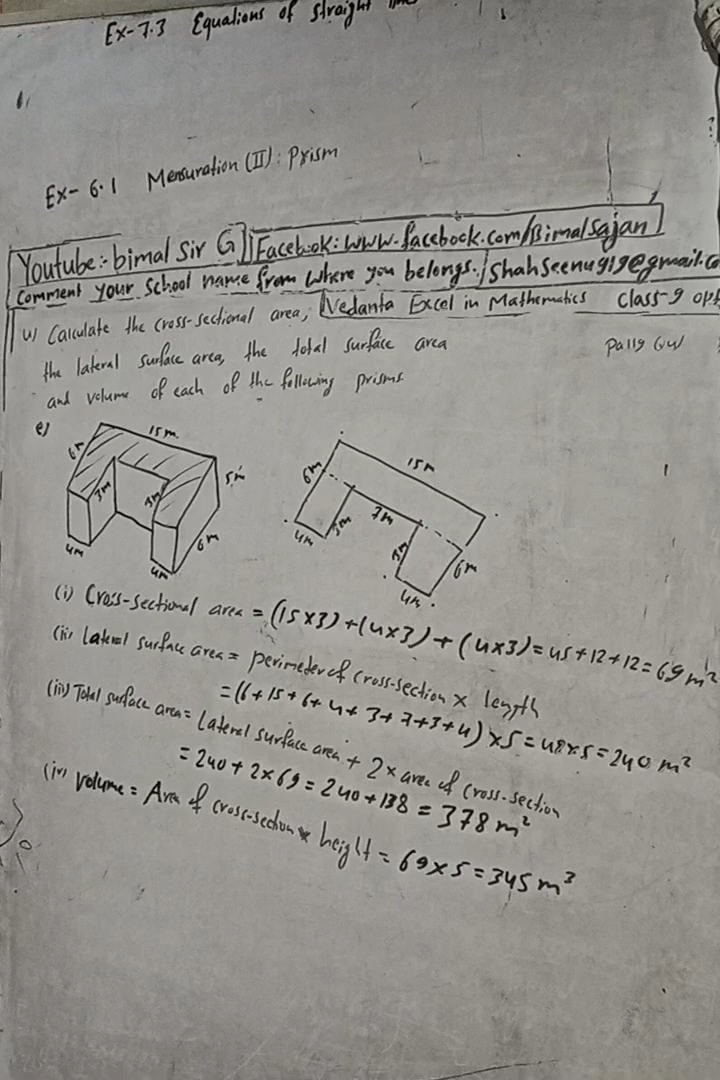 Ex-7.3 Equations of straight
Ex- 6.1 Mensuration (II): Prism
Youtube:- bimal Sir G Facebook: www.facebook.com/Bimalsajan
Comment your school name from where you belongs. shahseenu919@gmail.co
Vedanta Excel in Mathematics Class-9 opt
4) Calculate the cross-sectional area,
the lateral surface area, the total surface area
and volume of each of the following prisms.
e)
6m 15m 5m 3m 3m 4m 4m 6m
6m 15m 4m 3m 7m 3m 6m 4m
(i) Cross-sectional area = (15×3)+(4×3)+(4×3)=45+12+12=69m²
(ii) Lateral surface area = perimeter of cross-section × length
=(6+15+6+4+3+7+3+4)×5=48×5=240 m²
(iii) Total surface area= Lateral surface area + 2× area of cross-section
= 240+2×69=240+138=378m²
(iv) Volume = Area of cross-section × height = 69×5=345m³